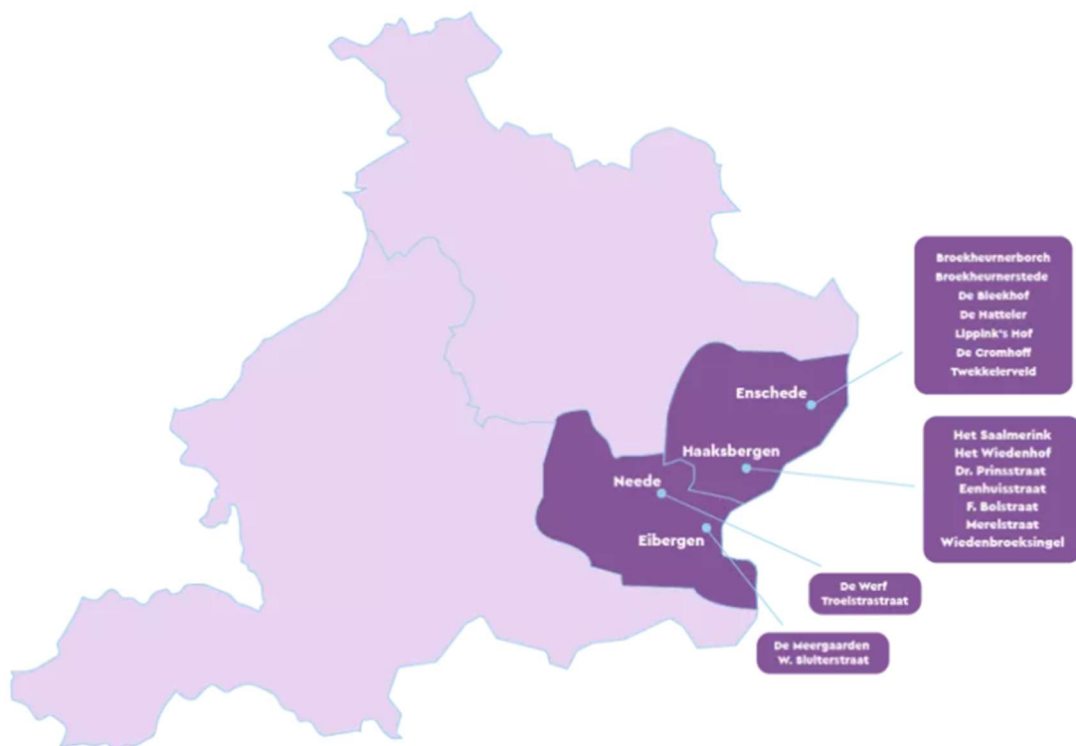 Broekheurnerborch
Broekheurnerstede
De Bleekhof
De Hatteler
Lippink's Hof
De Cromhoff
Twekkelerveld
Enschede
Haaksbergen
Het Saalmerink
Het Wiedenhof
Dr. Prinsstraat
Eenhuisstraat
F. Bolstraat
Merelstraat
Wiedenbroeksingel
Neede
Eibergen
De Werf
Troelstrastraat
De Meergaarden
W. Sluiterstraat